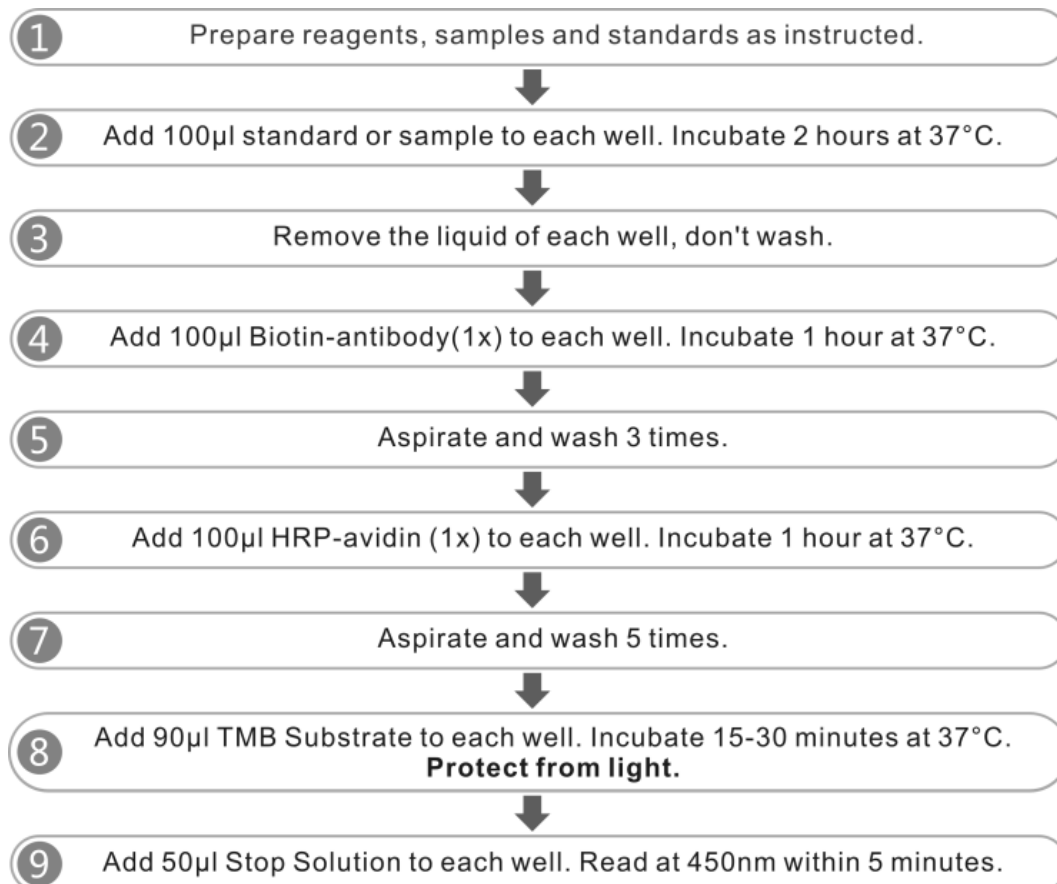 1 Prepare reagents, samples and standards as instructed.
2 Add 100µl standard or sample to each well. Incubate 2 hours at 37°C.
3 Remove the liquid of each well, don't wash.
4 Add 100µl Biotin-antibody(1x) to each well. Incubate 1 hour at 37°C.
5 Aspirate and wash 3 times.
6 Add 100µl HRP-avidin (1x) to each well. Incubate 1 hour at 37°C.
7 Aspirate and wash 5 times.
8 Add 90µl TMB Substrate to each well. Incubate 15-30 minutes at 37°C.
Protect from light.
9 Add 50µl Stop Solution to each well. Read at 450nm within 5 minutes.